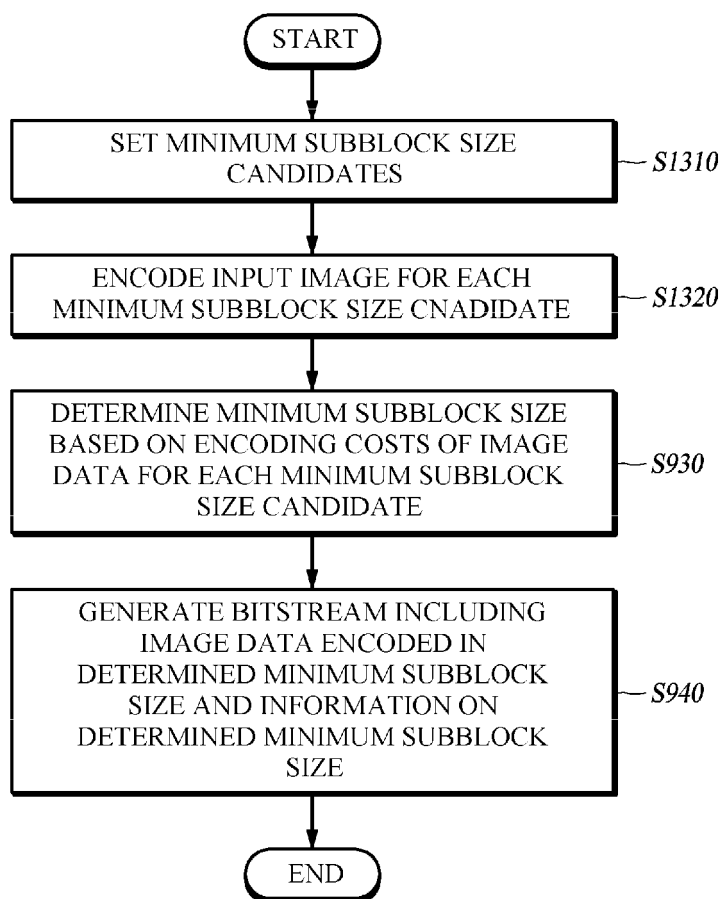 START
SET MINIMUM SUBBLOCK SIZE
CANDIDATES
S1310
ENCODE INPUT IMAGE FOR EACH
MINIMUM SUBBLOCK SIZE CNADIDATE
S1320
DETERMINE MINIMUM SUBBLOCK SIZE
BASED ON ENCODING COSTS OF IMAGE
DATA FOR EACH MINIMUM SUBBLOCK
SIZE CANDIDATE
S930
GENERATE BITSTREAM INCLUDING
IMAGE DATA ENCODED IN
DETERMINED MINIMUM SUBBLOCK
SIZE AND INFORMATION ON
DETERMINED MINIMUM SUBBLOCK
SIZE
S940
END